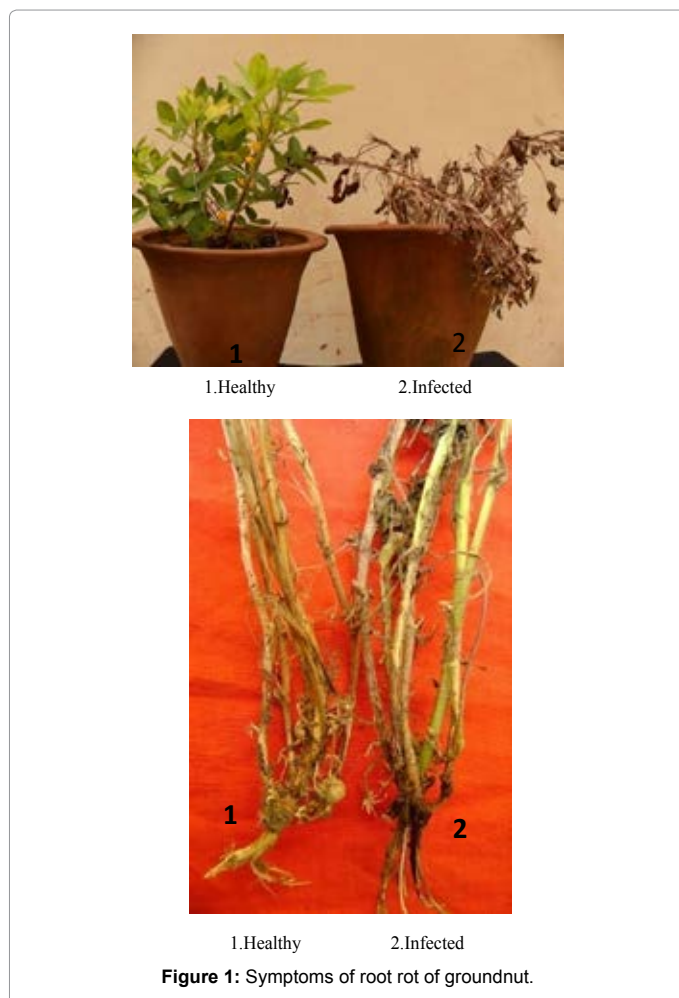 1 2
1.Healthy 2.Infected
1 2
1.Healthy 2.Infected
Figure 1: Symptoms of root rot of groundnut.